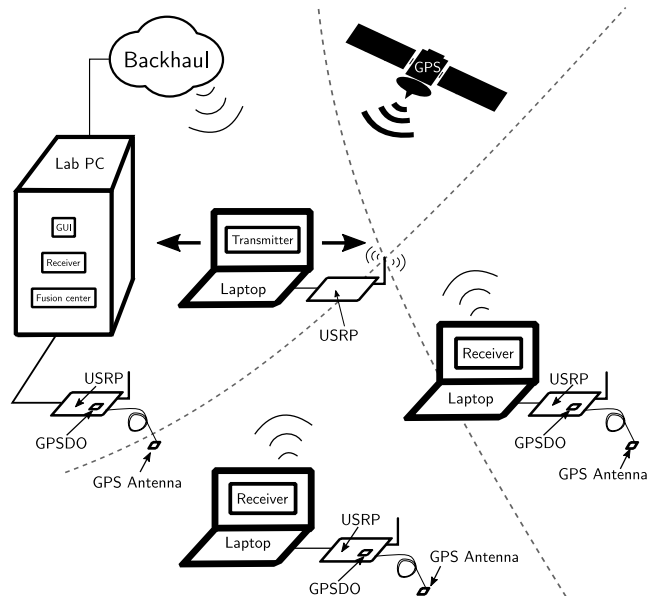 Backhaul
GPS
Lab PC
GUI
Receiver
Fusion center
Transmitter
Laptop
USRP
Receiver
Laptop
USRP
GPSDO
GPS Antenna
USRP
GPSDO
GPS Antenna
Receiver
Laptop
USRP
GPSDO
GPS Antenna